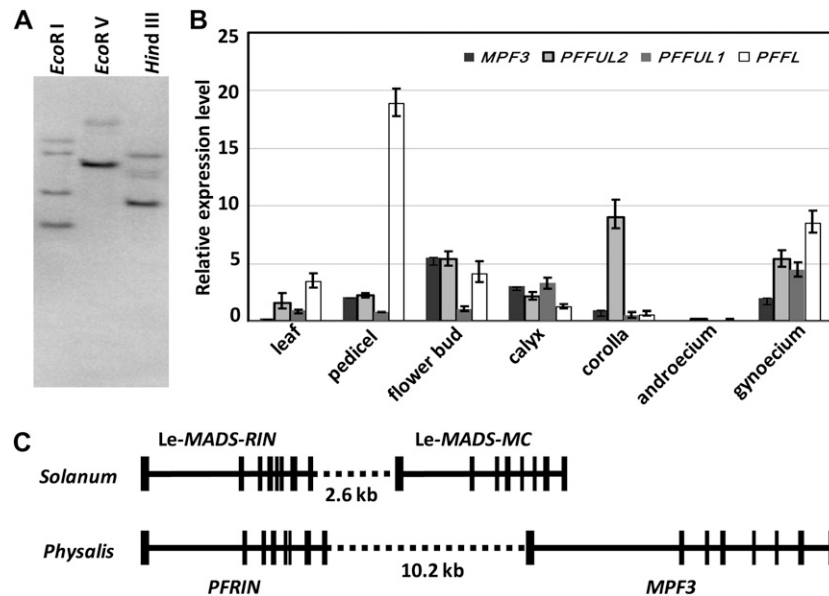 A
EcoR I
EcoR V
Hind III
B
Relative expression level
25
20
15
10
5
0
MPF3 PFFUL2 PFFUL1 PFFL
leaf
pedicel
flower bud
calyx
corolla
androecium
gynoecium
C
Le-MADS-RIN Le-MADS-MC
Solanum
2.6 kb
Physalis
10.2 kb
PFRIN MPF3